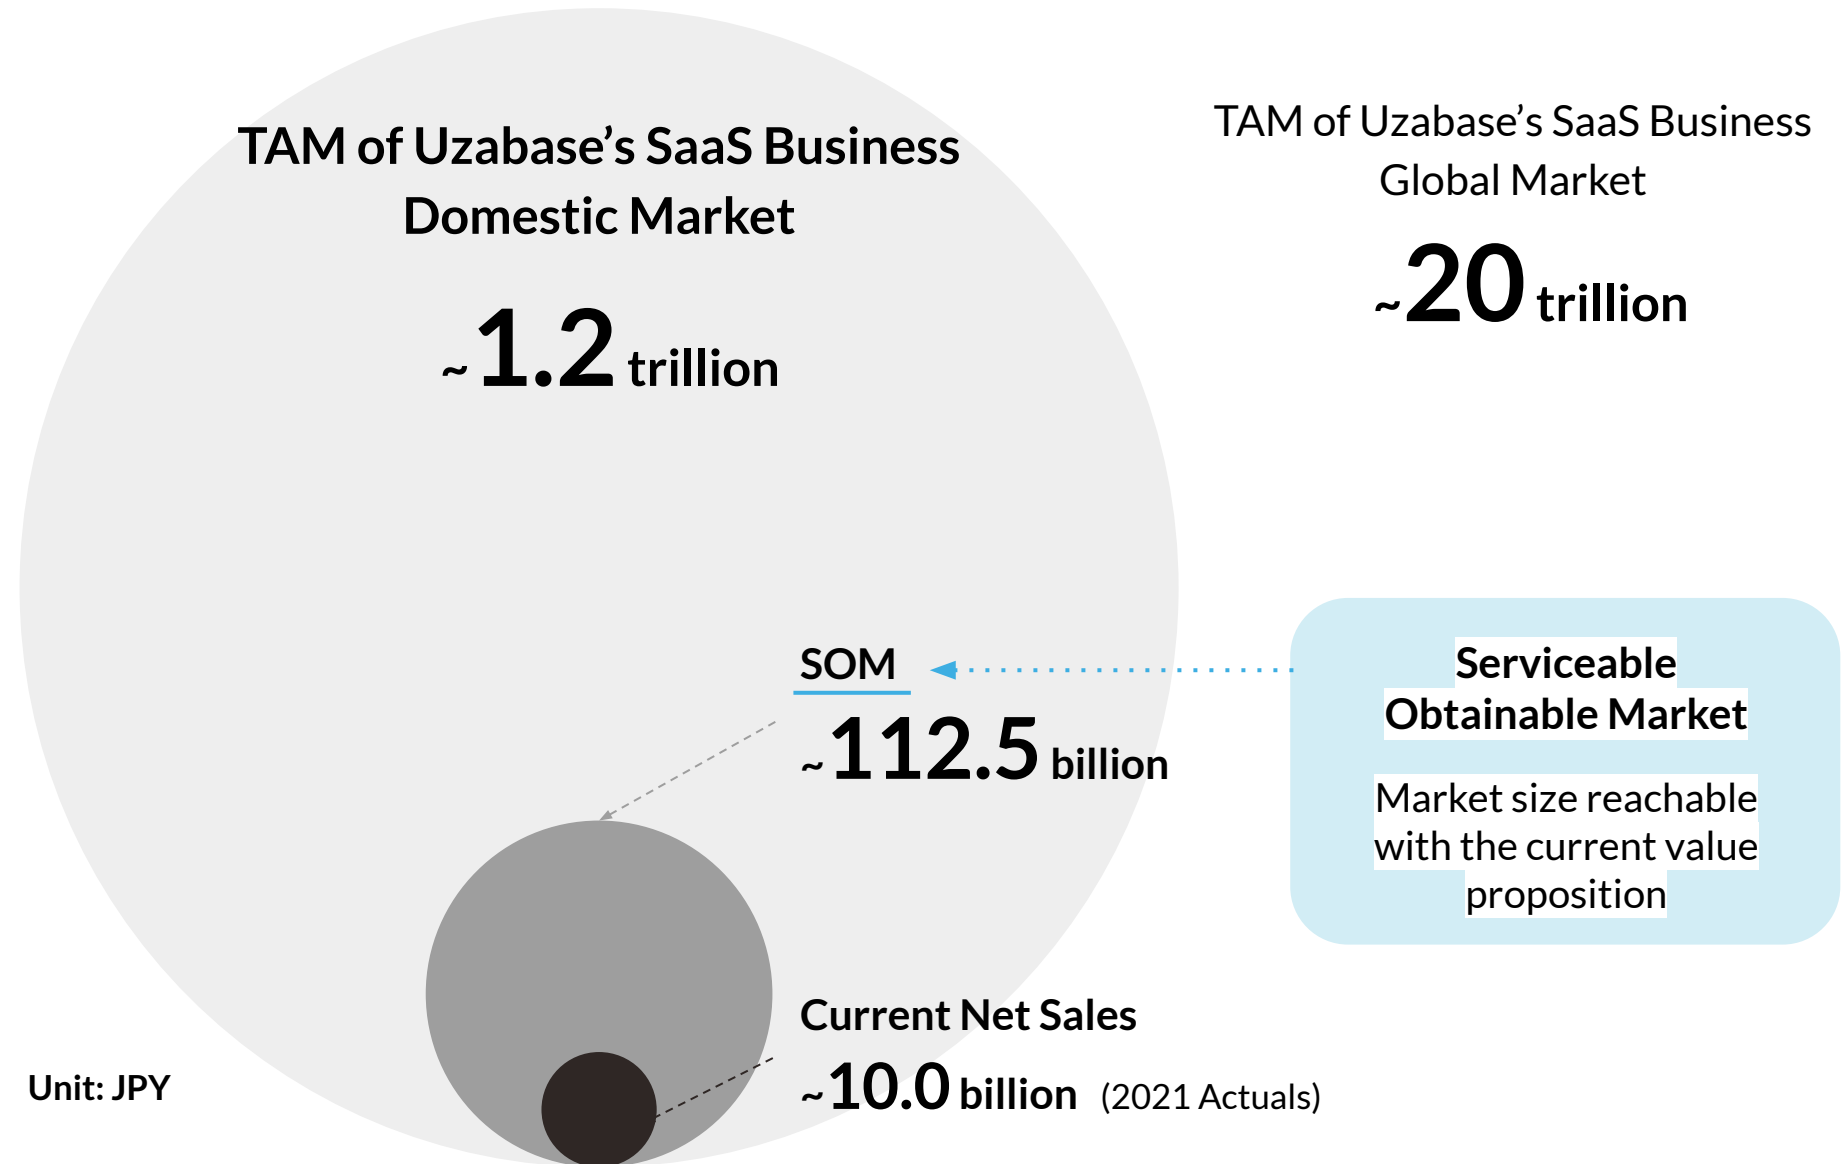 TAM of Uzabase’s SaaS Business
Domestic Market
~1.2 trillion
TAM of Uzabase’s SaaS Business
Global Market
~20 trillion
SOM
~112.5 billion
Serviceable
Obtainable Market
Market size reachable
with the current value
proposition
Current Net Sales
~10.0 billion (2021 Actuals)
Unit: JPY